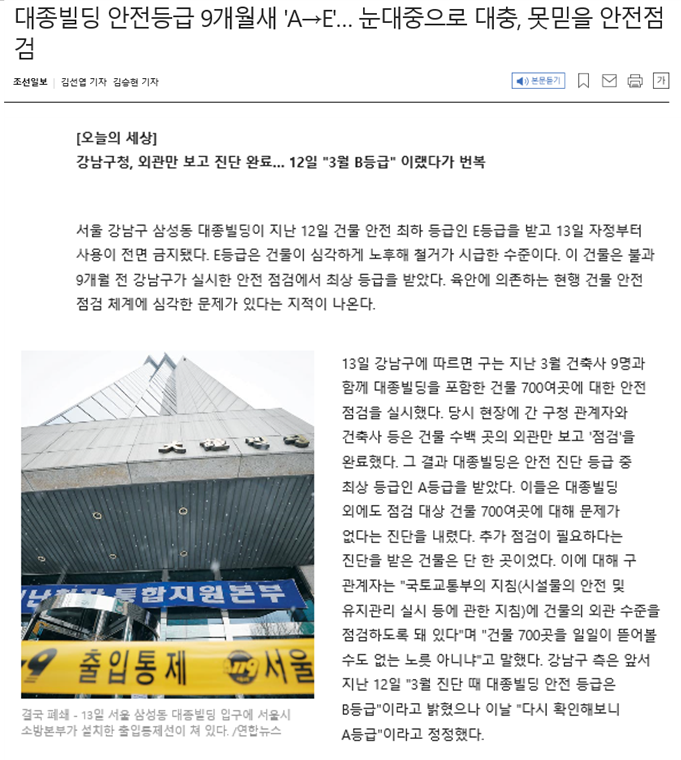 대종빌딩 안전등급 9개월새 'A→E'... 눈대중으로 대충, 못믿을 안전점
검
조선일보 | 김선엽 기자 김승현 기자
본문듣기
가
[오늘의 세상]
강남구청, 외관만 보고 진단 완료... 12일 "3월 B등급" 이랬다가 번복
서울 강남구 삼성동 대종빌딩이 지난 12일 건물 안전 최하 등급인 E등급을 받고 13일 자정부터
사용이 전면 금지됐다. E등급은 건물이 심각하게 노후해 철거가 시급한 수준이다. 이 건물은 불과
9개월 전 강남구가 실시한 안전 점검에서 최상 등급을 받았다. 육안에 의존하는 현행 건물 안전
점검 체계에 심각한 문제가 있다는 지적이 나온다.
대종빌딩
난현장 통합지원본부
9 출입통제 119 서울
결국 폐쇄 - 13일 서울 삼성동 대종빌딩 입구에 서울시
소방본부가 설치한 출입통제선이 쳐 있다. /연합뉴스
13일 강남구에 따르면 구는 지난 3월 건축사 9명과
함께 대종빌딩을 포함한 건물 700여곳에 대한 안전
점검을 실시했다. 당시 현장에 간 구청 관계자와
건축사 등은 건물 수백 곳의 외관만 보고 '점검'을
완료했다. 그 결과 대종빌딩은 안전 진단 등급 중
최상 등급인 A등급을 받았다. 이들은 대종빌딩
외에도 점검 대상 건물 700여곳에 대해 문제가
없다는 진단을 내렸다. 추가 점검이 필요하다는
진단을 받은 건물은 단 한 곳이었다. 이에 대해 구
관계자는 "국토교통부의 지침(시설물의 안전 및
유지관리 실시 등에 관한 지침)에 건물의 외관 수준을
점검하도록 돼 있다"며 "건물 700곳을 일일이 뜯어볼
수도 없는 노릇 아니냐"고 말했다. 강남구 측은 앞서
지난 12일 "3월 진단 때 대종빌딩 안전 등급은
B등급"이라고 밝혔으나 이날 "다시 확인해보니
A등급"이라고 정정했다.